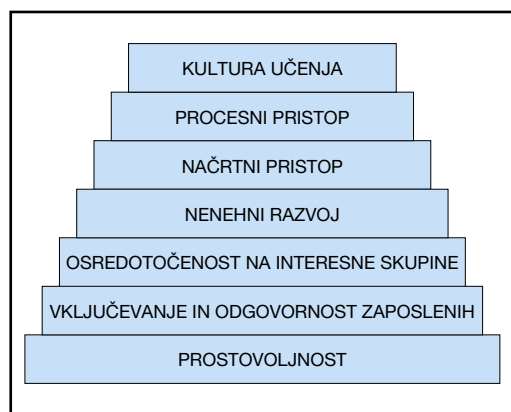 KULTURA UČENJA
PROCESNI PRISTOP
NAČRTNI PRISTOP
NENEHNI RAZVOJ
OSREDOTOČENOST NA INTERESNE SKUPINE
VKLJUČEVANJE IN ODGOVORNOST ZAPOSLENIH
PROSTOVOLJNOST